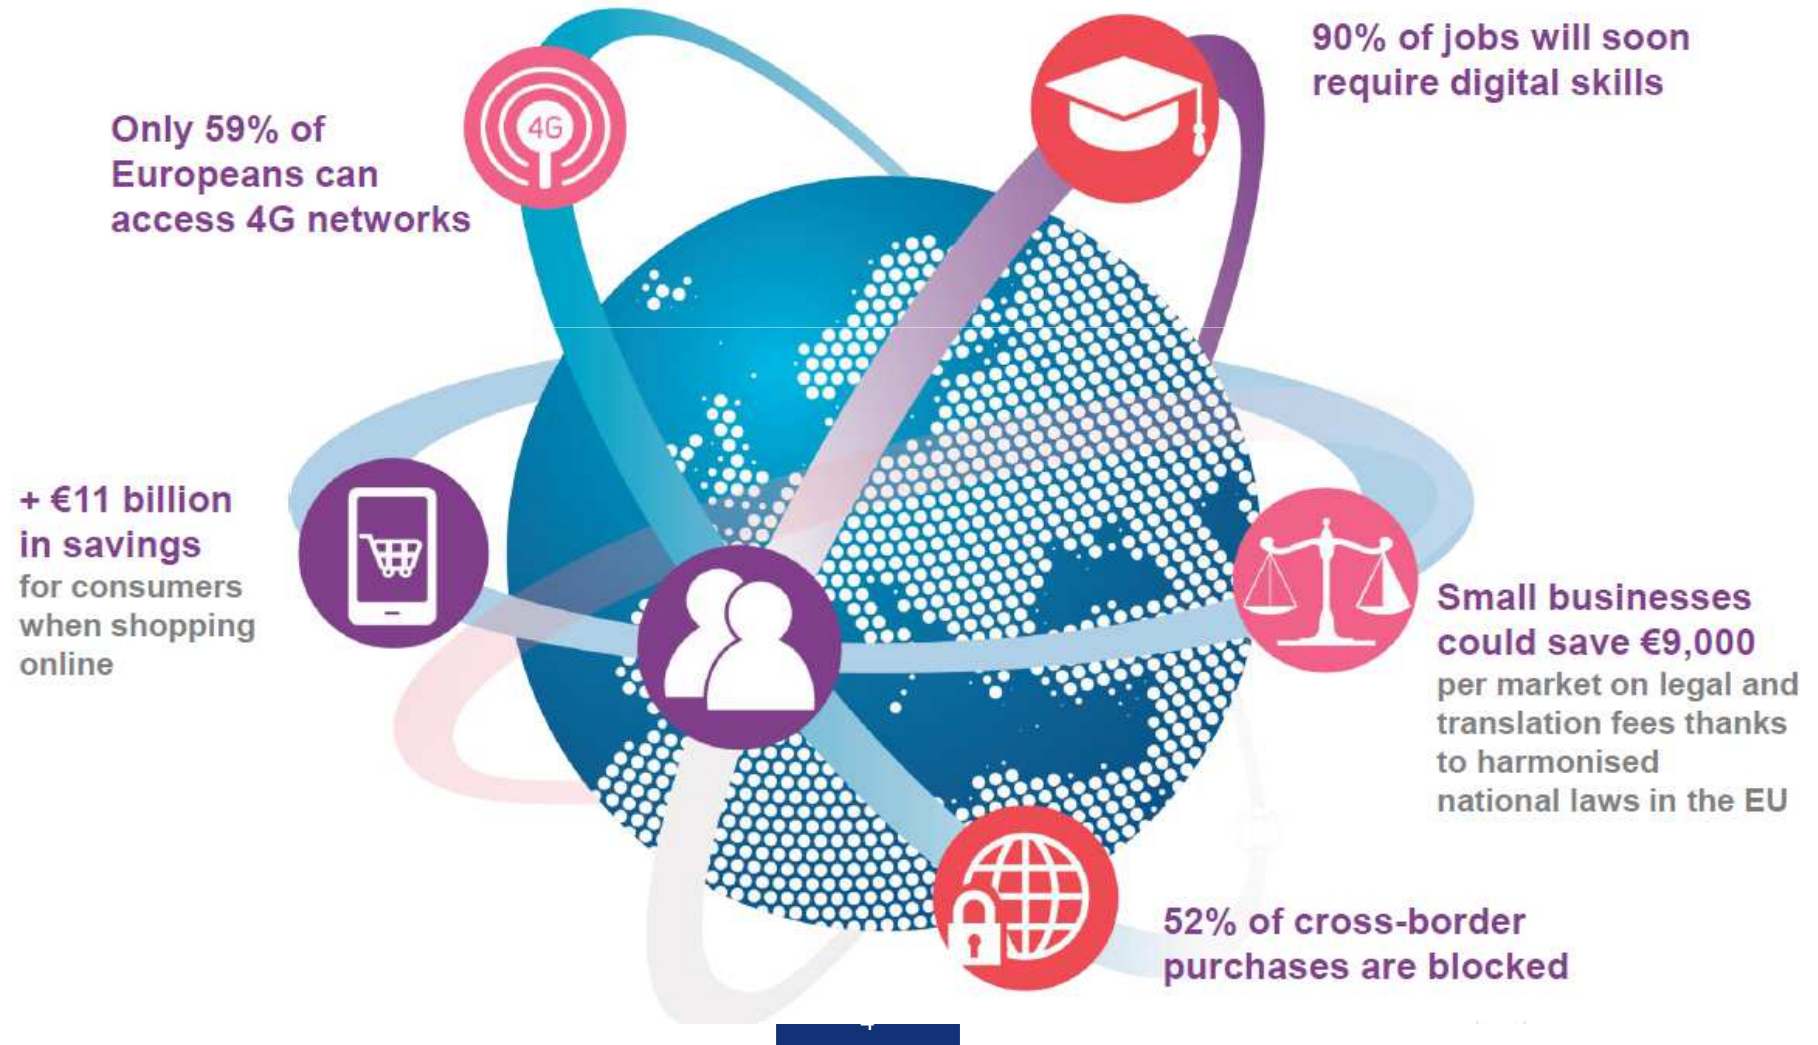 90% of jobs will soon
require digital skills
4G
Only 59% of
Europeans can
access 4G networks
+ €11 billion
in savings
for consumers
when shopping
online
Small businesses
could save €9,000
per market on legal and
translation fees thanks
to harmonised
national laws in the EU
52% of cross-border
purchases are blocked